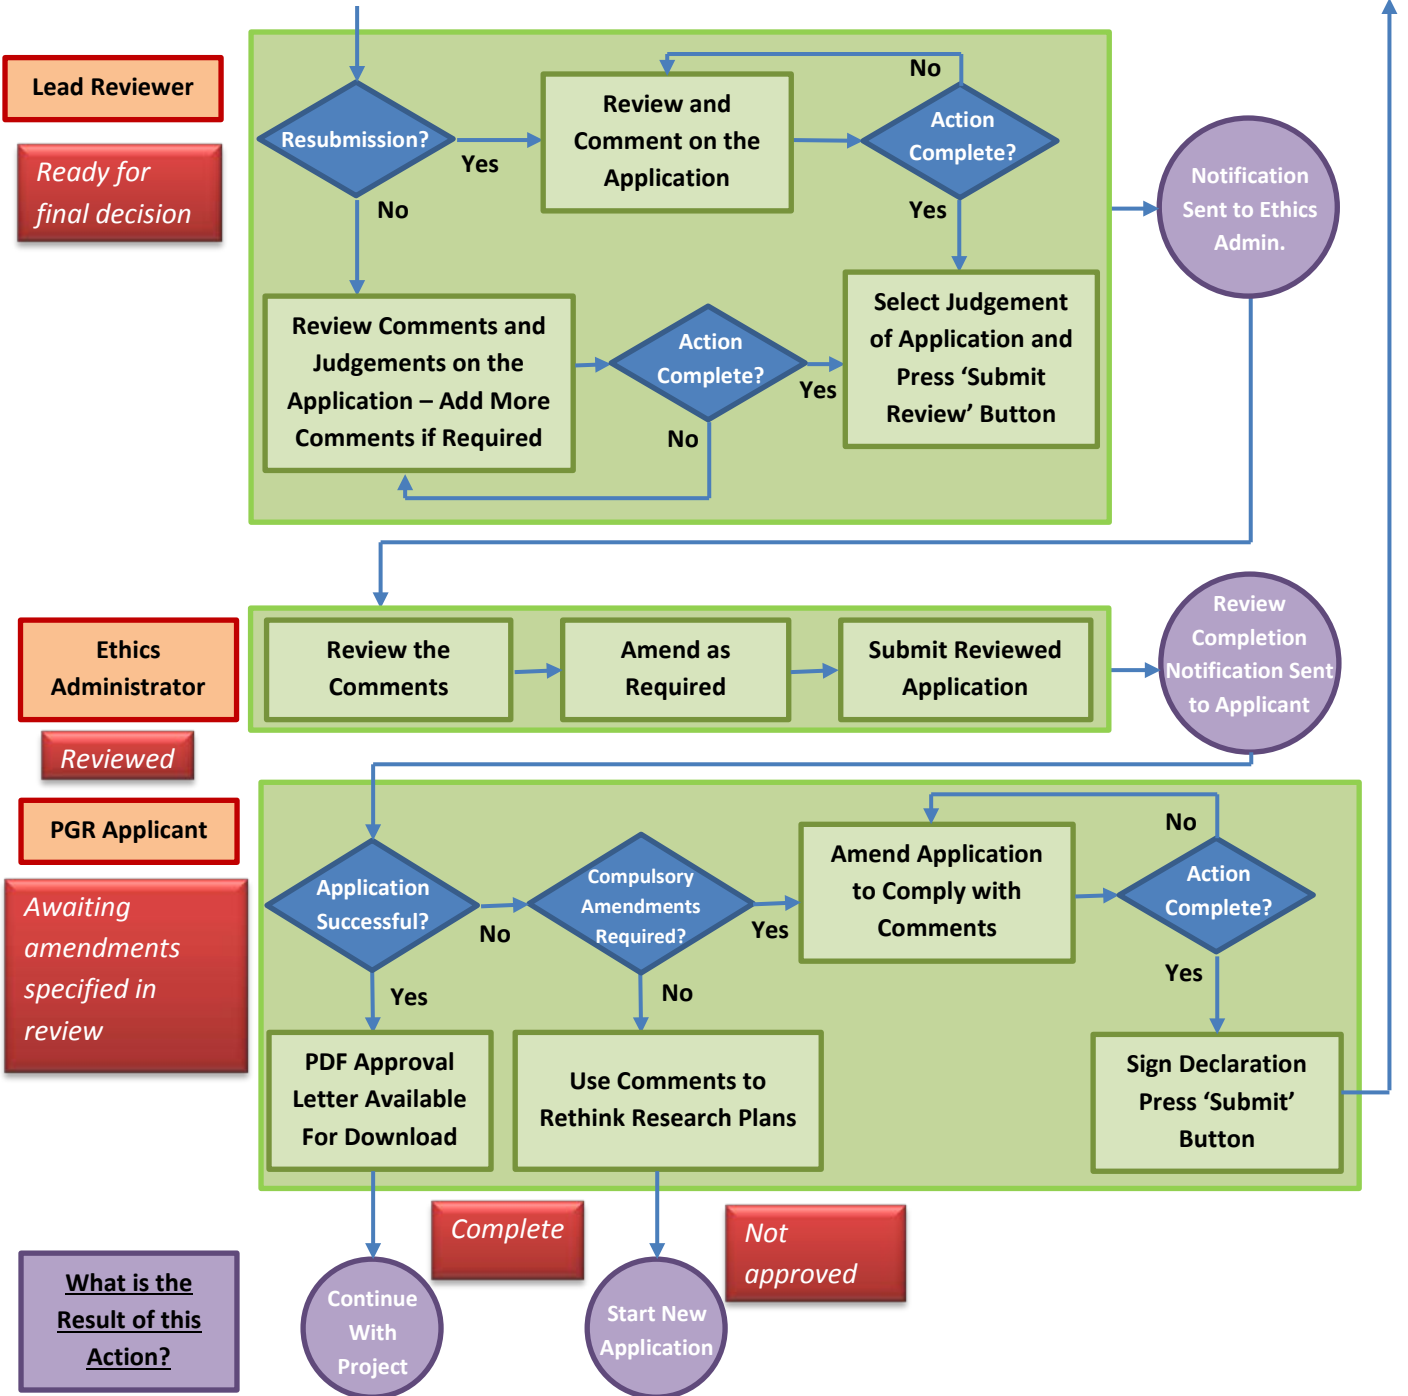 Lead Reviewer
Ready for
final decision
Resubmission?
Yes
No
Review and
Comment on the
Application
No
Action
Complete?
Yes
Notification
Sent to Ethics
Admin.
Review Comments and
Judgements on the
Application – Add More
Comments if Required
Action
Complete?
Yes
No
Select Judgement
of Application and
Press ‘Submit
Review’ Button
Ethics
Administrator
Reviewed
Review the
Comments
Amend as
Required
Submit Reviewed
Application
Review
Completion
Notification Sent
to Applicant
PGR Applicant
Awaiting
amendments
specified in
review
Application
Successful?
No
Yes
Compulsory
Amendments
Required?
Yes
No
Amend Application
to Comply with
Comments
No
Action
Complete?
Yes
PDF Approval
Letter Available
For Download
Use Comments to
Rethink Research Plans
Sign Declaration
Press ‘Submit’
Button
Complete
Not
approved
What is the
Result of this
Action?
Continue
With
Project
Start New
Application